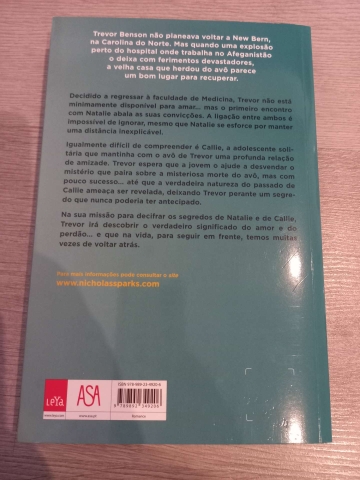 Trevor Benson não planeava voltar a New Bern,
na Carolina do Norte. Mas quando uma explosão
perto do hospital onde trabalha no Afeganistão
o deixa com ferimentos devastadores,
a velha casa que herdou do avô parece
um bom lugar para recuperar.
Decidido a regressar à faculdade de Medicina, Trevor não está
minimamente disponível para amar... mas o primeiro encontro
com Natalie abala as suas convicções. A ligação entre ambos é
impossível de ignorar, mesmo que Natalie se esforce por manter
uma distância inexplicável.
Igualmente difícil de compreender é Callie, a adolescente soli-
tária que mantinha com o avô de Trevor uma profunda relação
de amizade. Trevor espera que a jovem o ajude a desvendar o
mistério que paira sobre a misteriosa morte do avô, mas com
pouco sucesso... até que a verdadeira natureza do passado de
Callie ameaça ser revelada, deixando Trevor perante um segre-
do que nunca poderia ter antecipado.
Na sua missão para decifrar os segredos de Natalie e de Callie,
Trevor irá descobrir o verdadeiro significado do amor e do
perdão... e que na vida, para seguir em frente, temos muitas
vezes de voltar atrás.
Para mais informações pode consultar o site
www.nicholassparks.com
LeYa
ASA
Romance